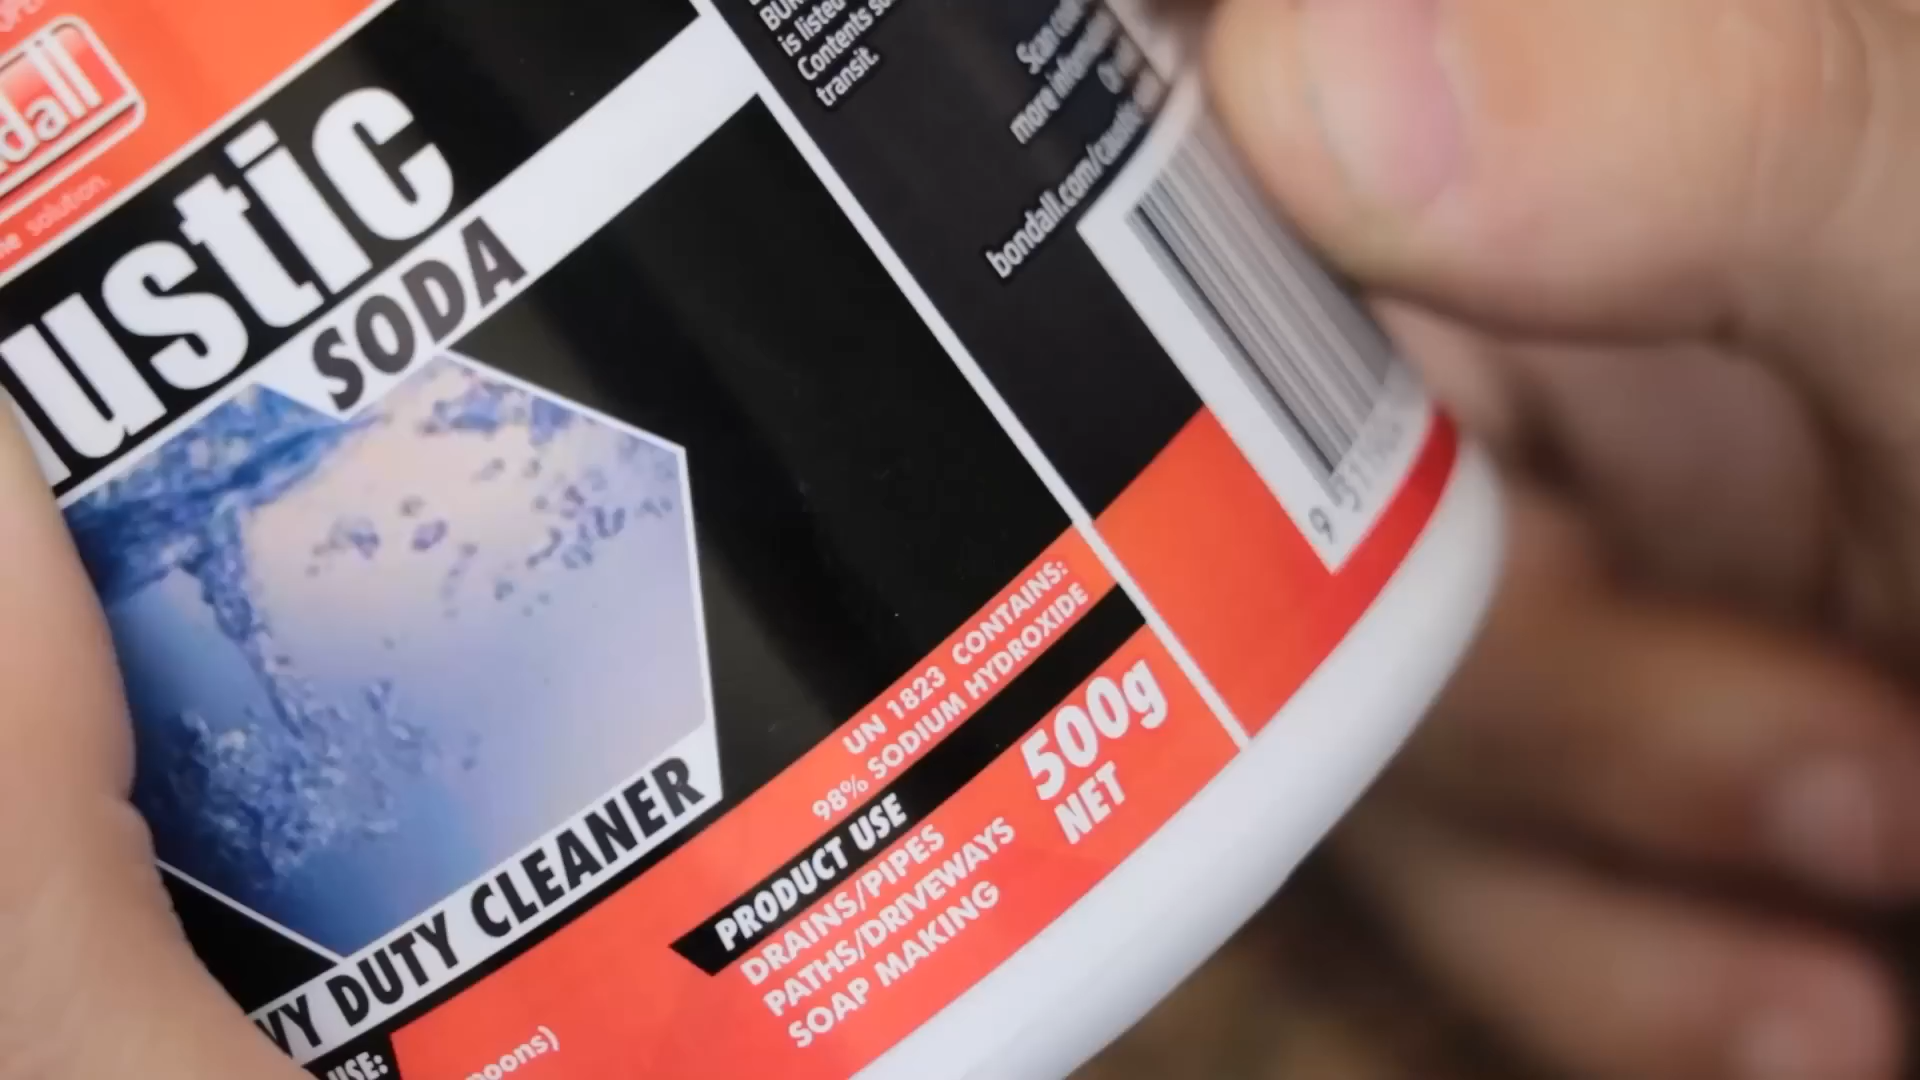 dall
solution.
ustic
SODA
VY DUTY CLEANER
UN 1823 CONTAINS:
98% SODIUM HYDROXIDE
PRODUCT USE
DRAINS/PIPES
PATHS/DRIVEWAYS
SOAP MAKING
500g
NET
USE:
poons)
is listed
Contents
transit.
Scan
more
bondall.com/caustic
9